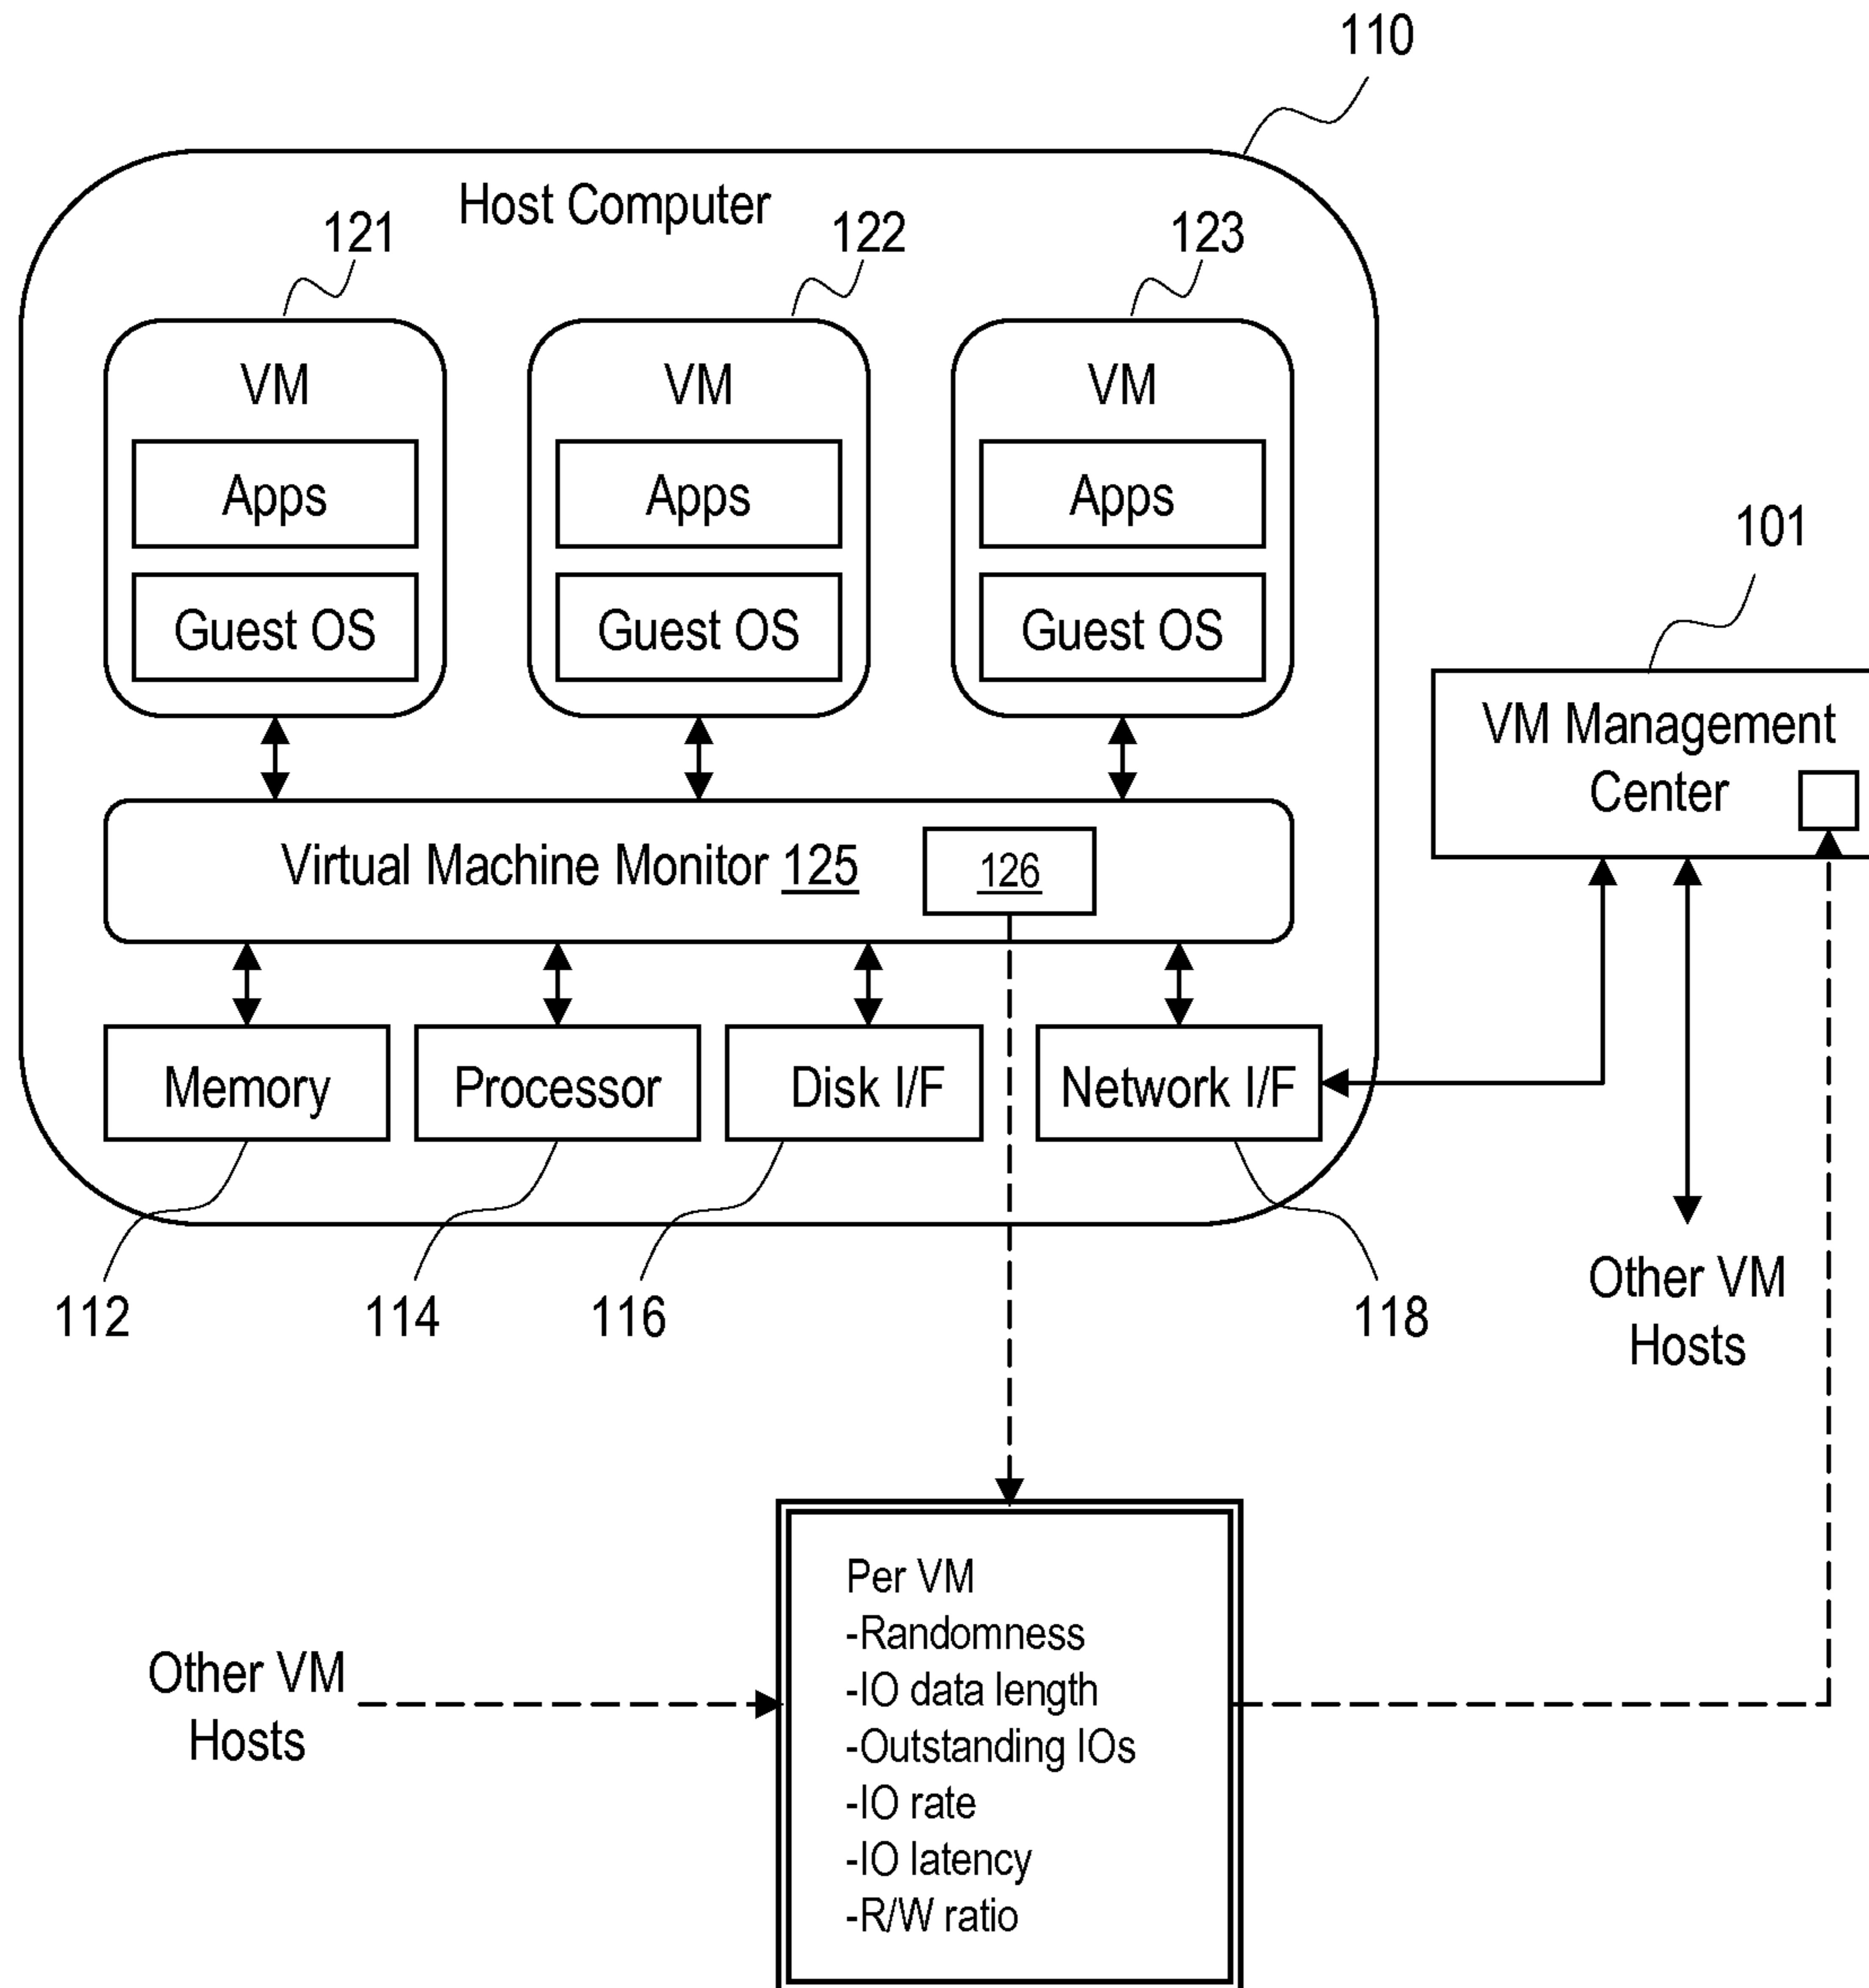 110
Host Computer
121
122
123
VM
VM
VM
Apps
Apps
Apps
Guest OS
Guest OS
Guest OS
101
VM Management
Center
Virtual Machine Monitor 125
126
Memory
Processor
Disk I/F
Network I/F
112
114
116
118
Other VM
Hosts
Per VM
-Randomness
-IO data length
-Outstanding IOs
-IO rate
-IO latency
-R/W ratio
Other VM
Hosts